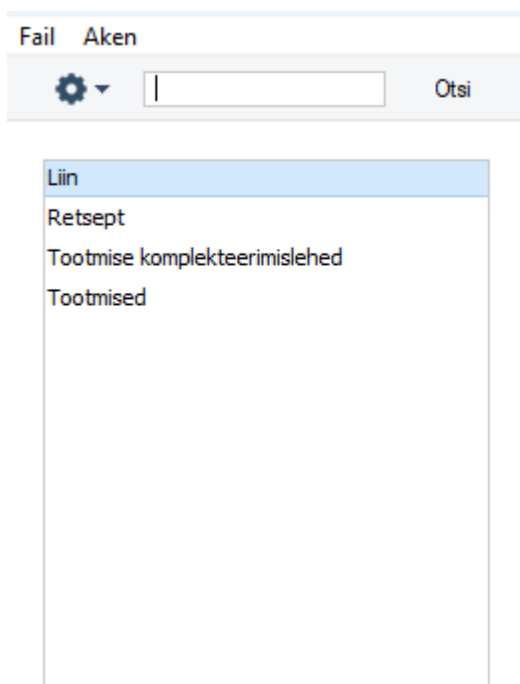 Fail Aken
Otsi
Liin
Retsept
Tootmise komplekteerimislehed
Tootmised